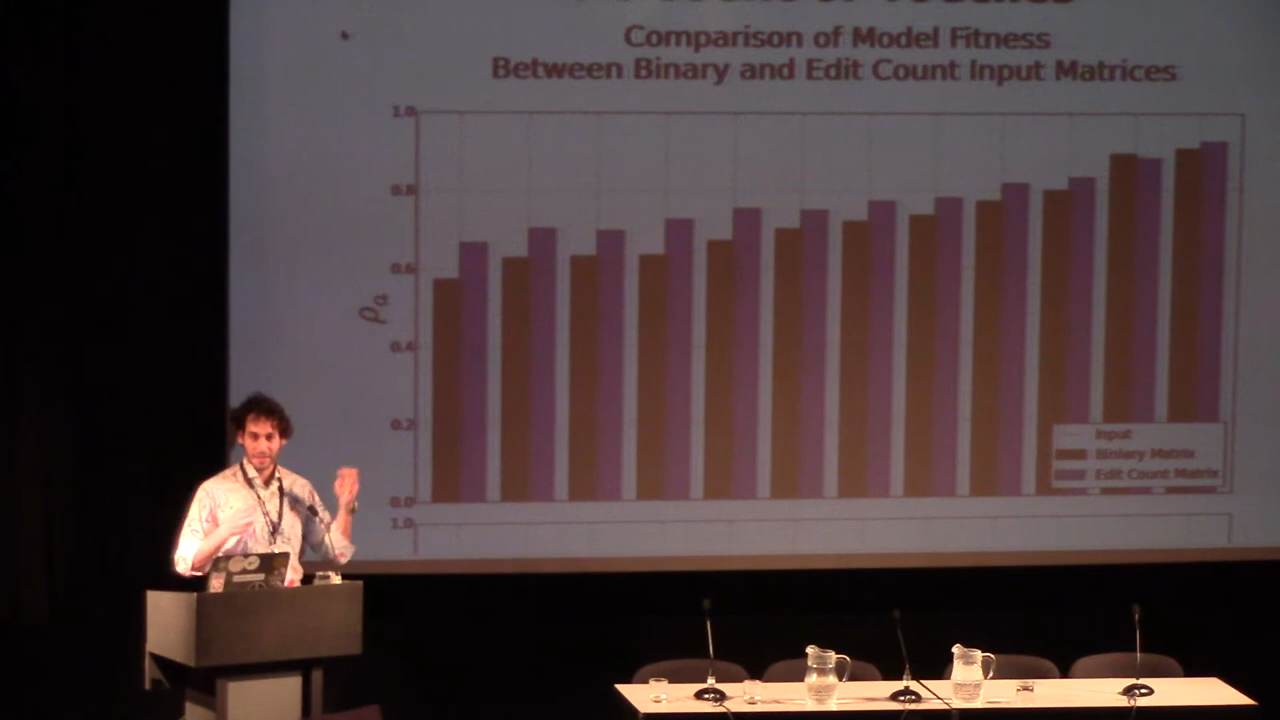 Comparison of Model Fitness
Between Binary and Edit Count Input Matrices
1.0
0.8
0.6
0.4
0.2
0.0
ρa
Input
Biniary Matrix
Edit Count Matrix
1.0